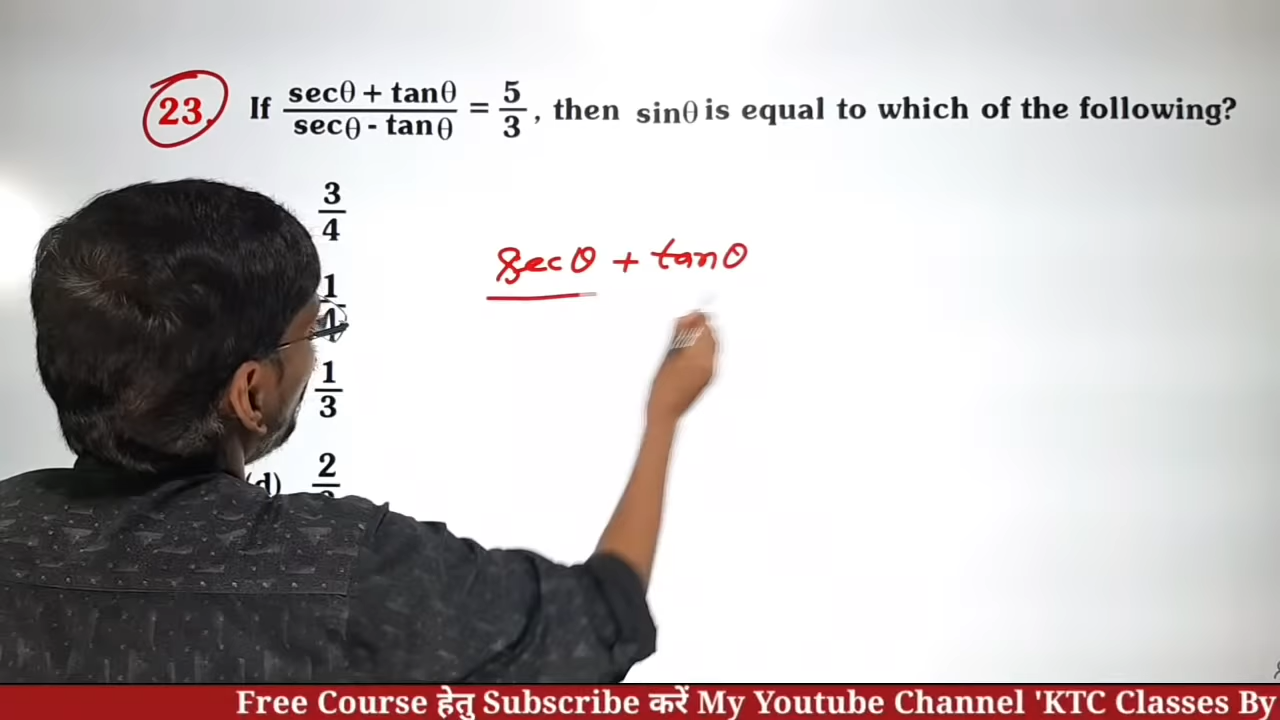 23. If secθ + tanθ / secθ - tanθ = 5/3, then sinθ is equal to which of the following?
3/4
secθ + tanθ
1/4
1/3
(d) 2
Free Course हेतु Subscribe करें My Youtube Channel 'KTC Classes By